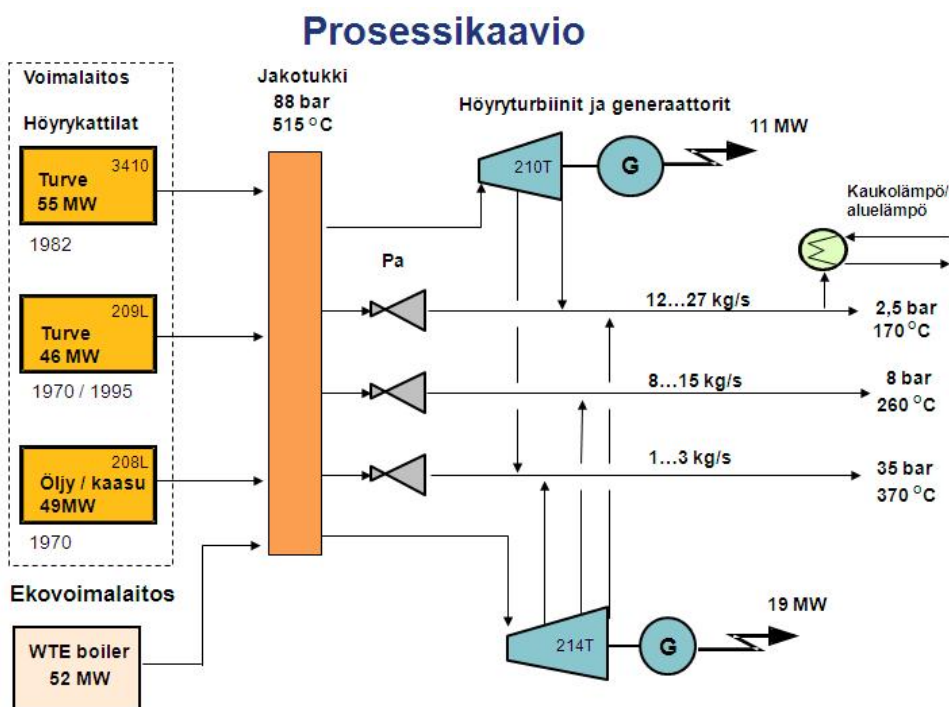 Prosessikaavio
Voimalaitos
Höyrykattilat
3410
Turve
55 MW
1982
209L
Turve
46 MW
1970 / 1995
208L
Öljy / kaasu
49MW
1970
Ekovoimalaitos
WTE boiler
52 MW
Jakotukki
88 bar
515 °C
Pa
Höyryturbiinit ja generaattorit
210T
G
11 MW
Kaukolämpö/
aluelämpö
12...27 kg/s
2,5 bar
170 °C
8...15 kg/s
8 bar
260 °C
1...3 kg/s
35 bar
370 °C
214T
G
19 MW